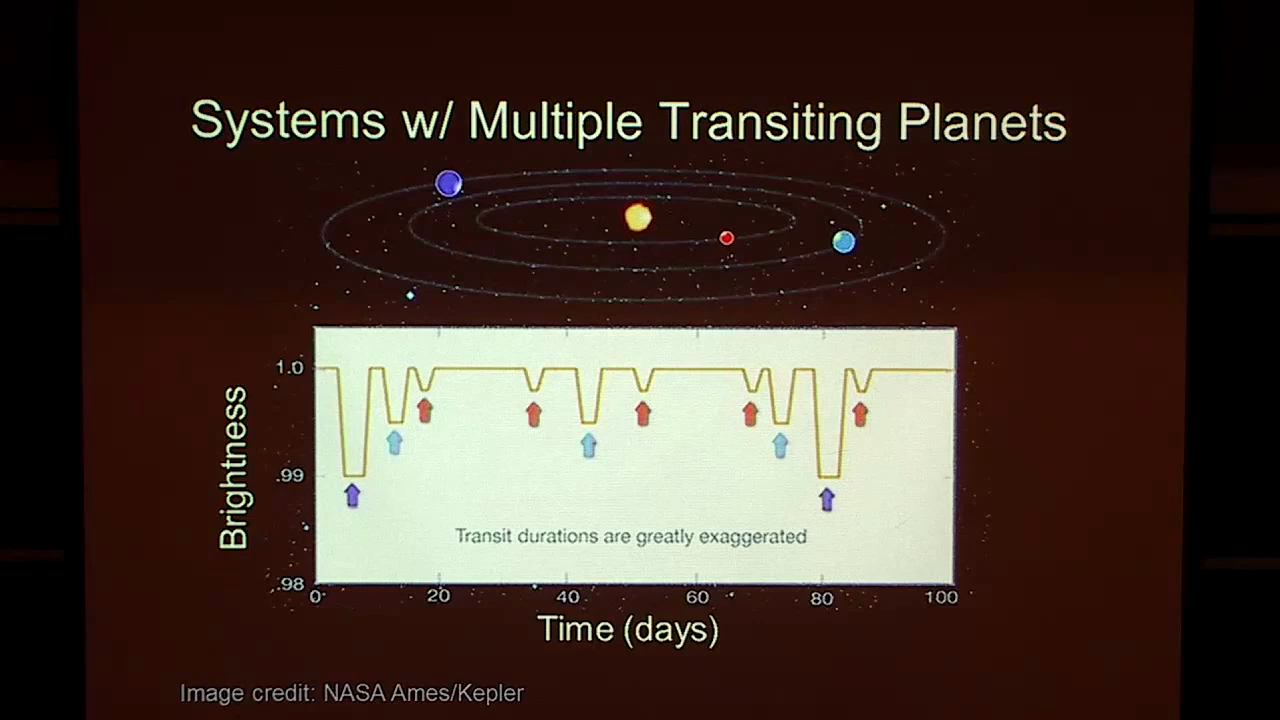 Systems w/ Multiple Transiting Planets
Brightness
1.0
.99
.98
Transit durations are greatly exaggerated
0 20 40 60 80 100
Time (days)
Image credit: NASA Ames/Kepler